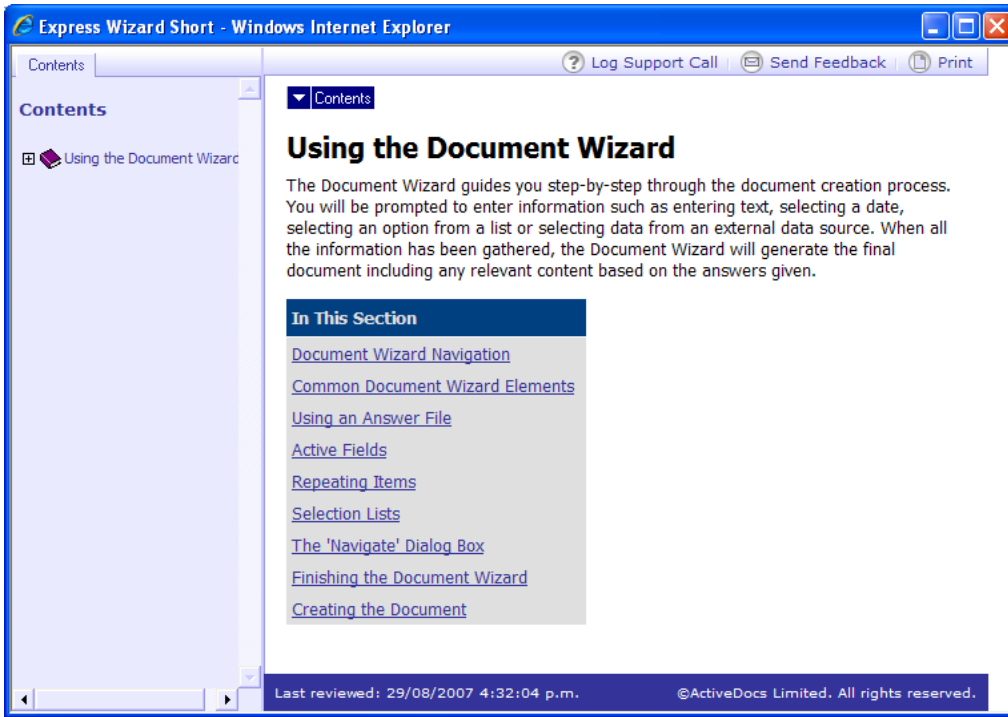 Express Wizard Short - Windows Internet Explorer
Contents
Log Support Call
Send Feedback
Print
Contents
Using the Document Wizard
Contents
Using the Document Wizard
The Document Wizard guides you step-by-step through the document creation process.
You will be prompted to enter information such as entering text, selecting a date,
selecting an option from a list or selecting data from an external data source. When all
the information has been gathered, the Document Wizard will generate the final
document including any relevant content based on the answers given.
In This Section
Document Wizard Navigation
Common Document Wizard Elements
Using an Answer File
Active Fields
Repeating Items
Selection Lists
The 'Navigate' Dialog Box
Finishing the Document Wizard
Creating the Document
Last reviewed: 29/08/2007 4:32:04 p.m.
©ActiveDocs Limited. All rights reserved.